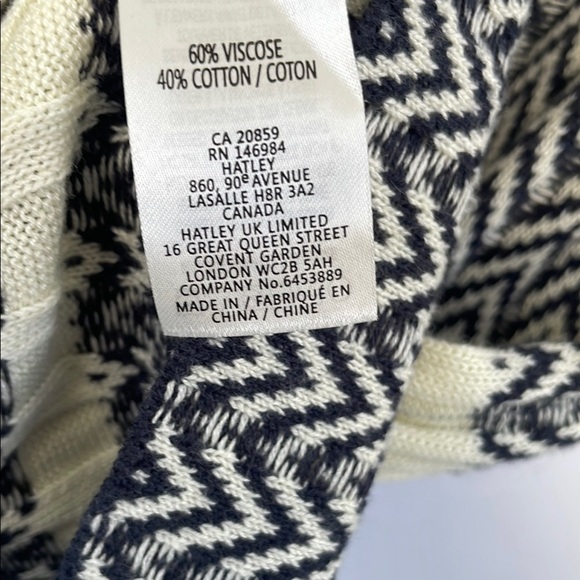 60% VISCOSE
40% COTTON / COTON
CA 20859
RN 146984
HATLEY
860, 90e AVENUE
LASALLE H8R 3A2
CANADA
HATLEY UK LIMITED
16 GREAT QUEEN STREET
COVENT GARDEN
LONDON WC2B 5AH
COMPANY No.6453889
MADE IN / FABRIQUÉ EN
CHINA / CHINE